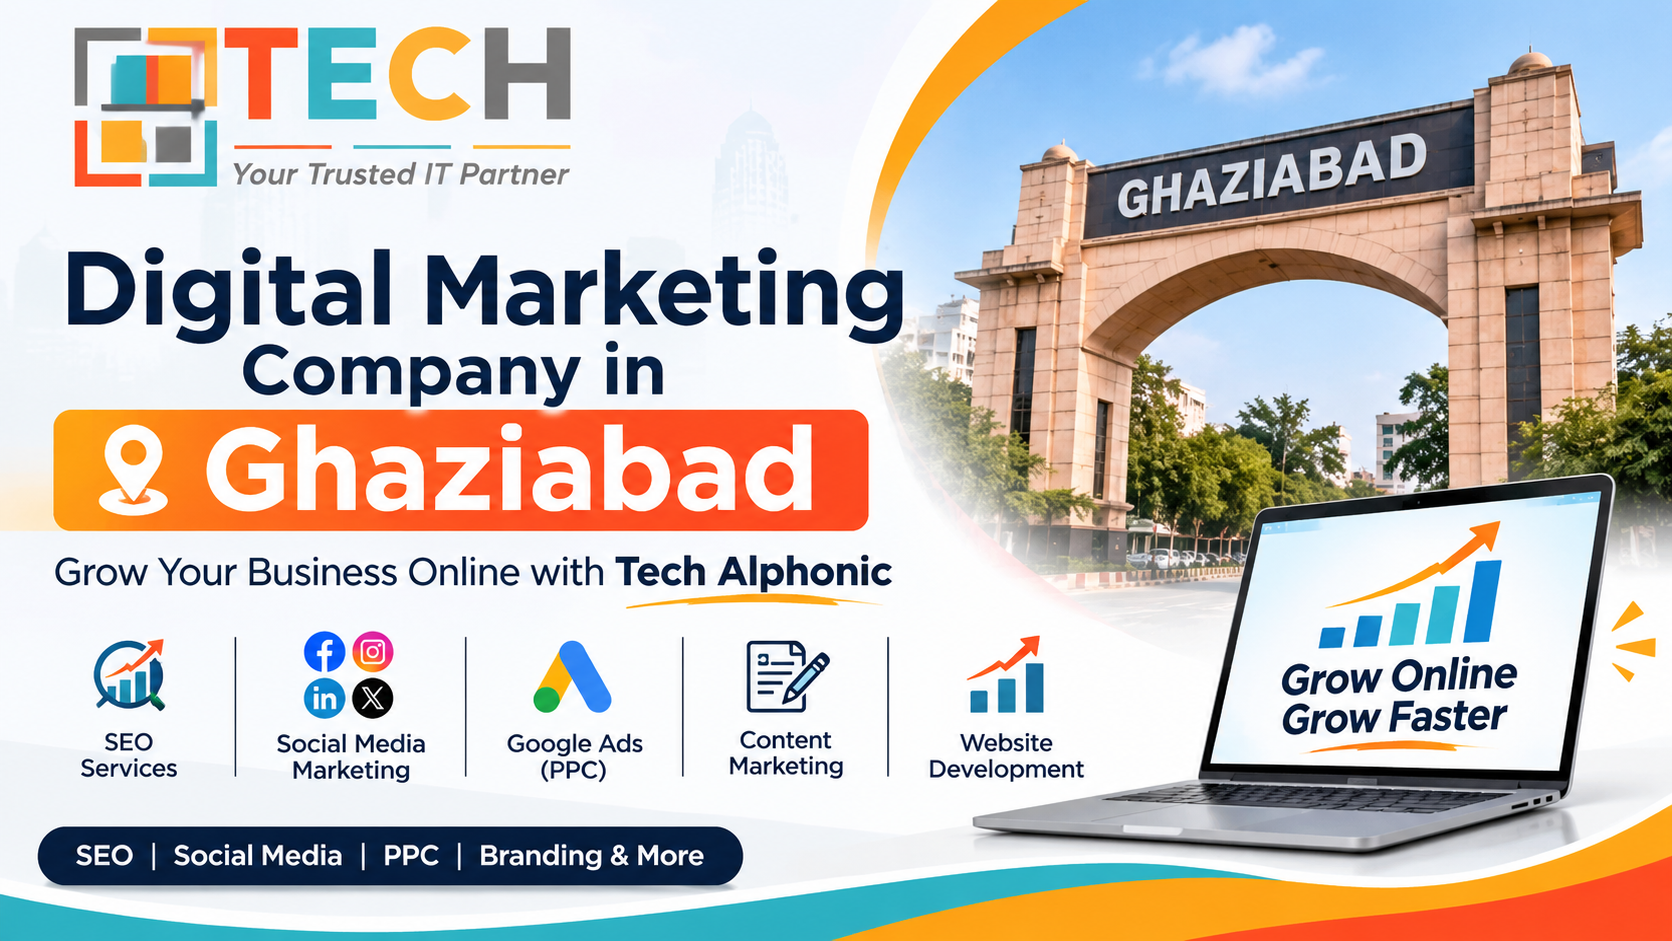 TECH
Your Trusted IT Partner
GHAZIABAD
Digital Marketing
Company in
Ghaziabad
Grow Your Business Online with Tech Alphonic
SEO
Services
Social Media
Marketing
Google Ads
(PPC)
Content
Marketing
Website
Development
Grow Online
Grow Faster
SEO | Social Media | PPC | Branding & More